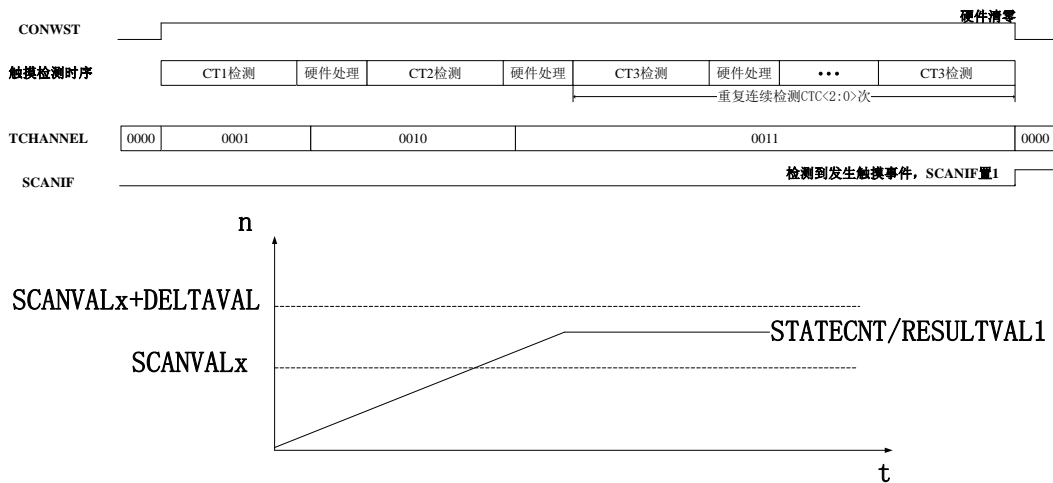 硬件清零
CONWST
触摸检测时序 CT1检测 硬件处理 CT2检测 硬件处理 CT3检测 硬件处理 ••• CT3检测
重复连续检测CTC<2:0>次
TCHANNEL 0000 0001 0010 0011 0000
检测到发生触摸事件，SCANIF置1
SCANIF
n
SCANVALx+DELTAVAL
STATECNT/RESULTVAL1
SCANVALx
t